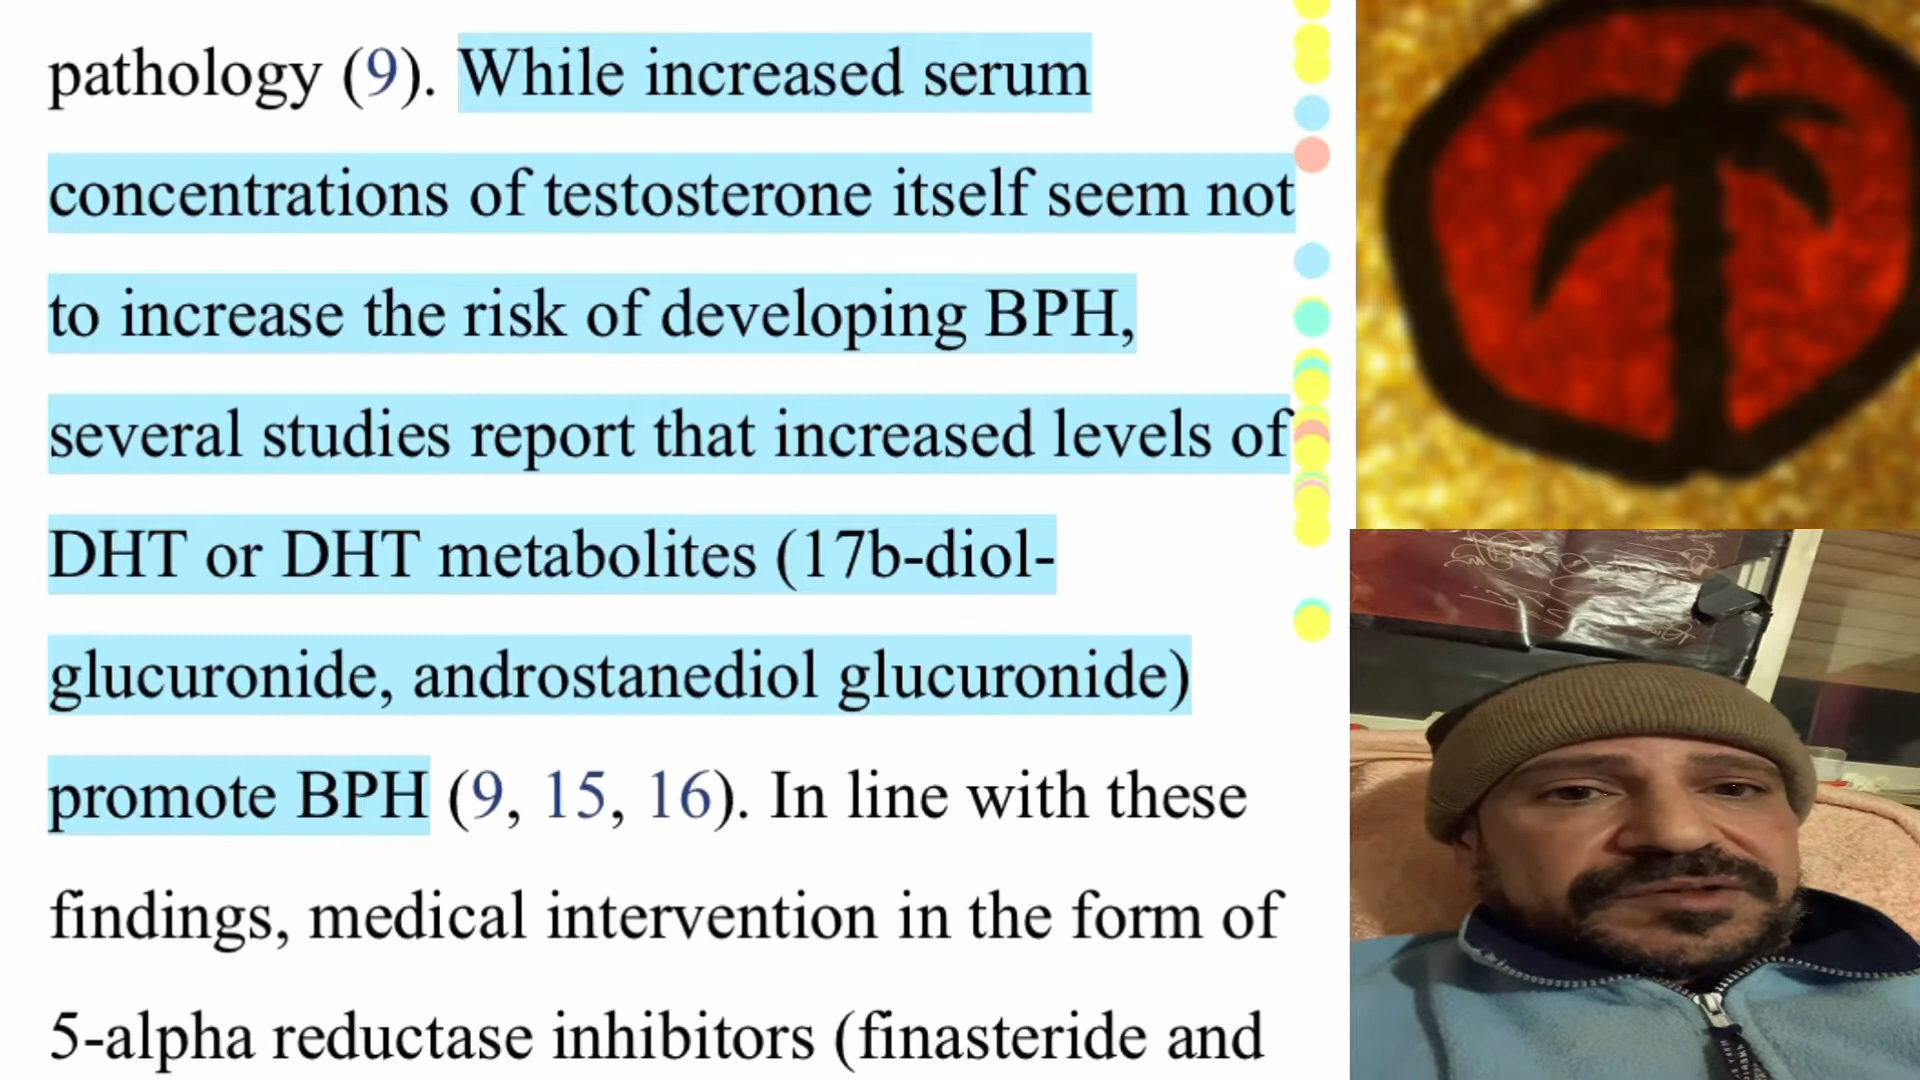 pathology (9). While increased serum
concentrations of testosterone itself seem not
to increase the risk of developing BPH,
several studies report that increased levels of
DHT or DHT metabolites (17b-diol-
glucuronide, androstanediol glucuronide)
promote BPH (9, 15, 16). In line with these
findings, medical intervention in the form of
5-alpha reductase inhibitors (finasteride and